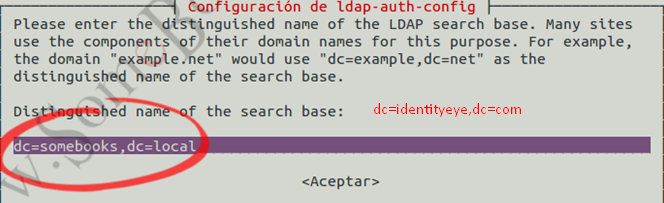 Configuración de ldap-auth-config
Please enter the distinguished name of the LDAP search base. Many sites
use the components of their domain names for this purpose. For example,
the domain "example.net" would use "dc=example,dc=net" as the
distinguished name of the search base.
Distinguished name of the search base: dc=identityeye,dc=com
dc=somebooks,dc=local
<Aceptar>
w.SomeB